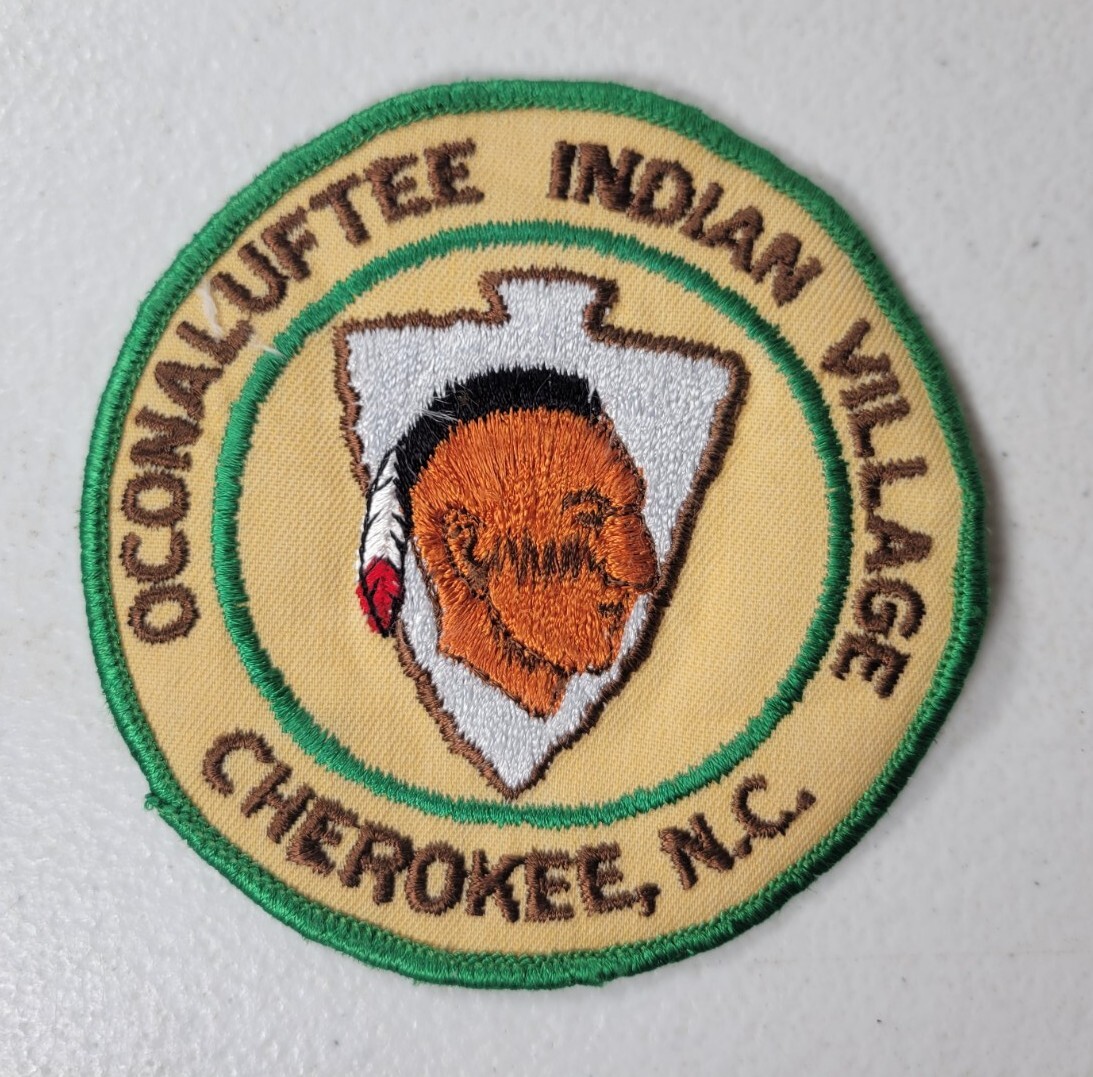 OCONALUFTEE INDIAN VILLAGE
CHEROKEE, N.C.